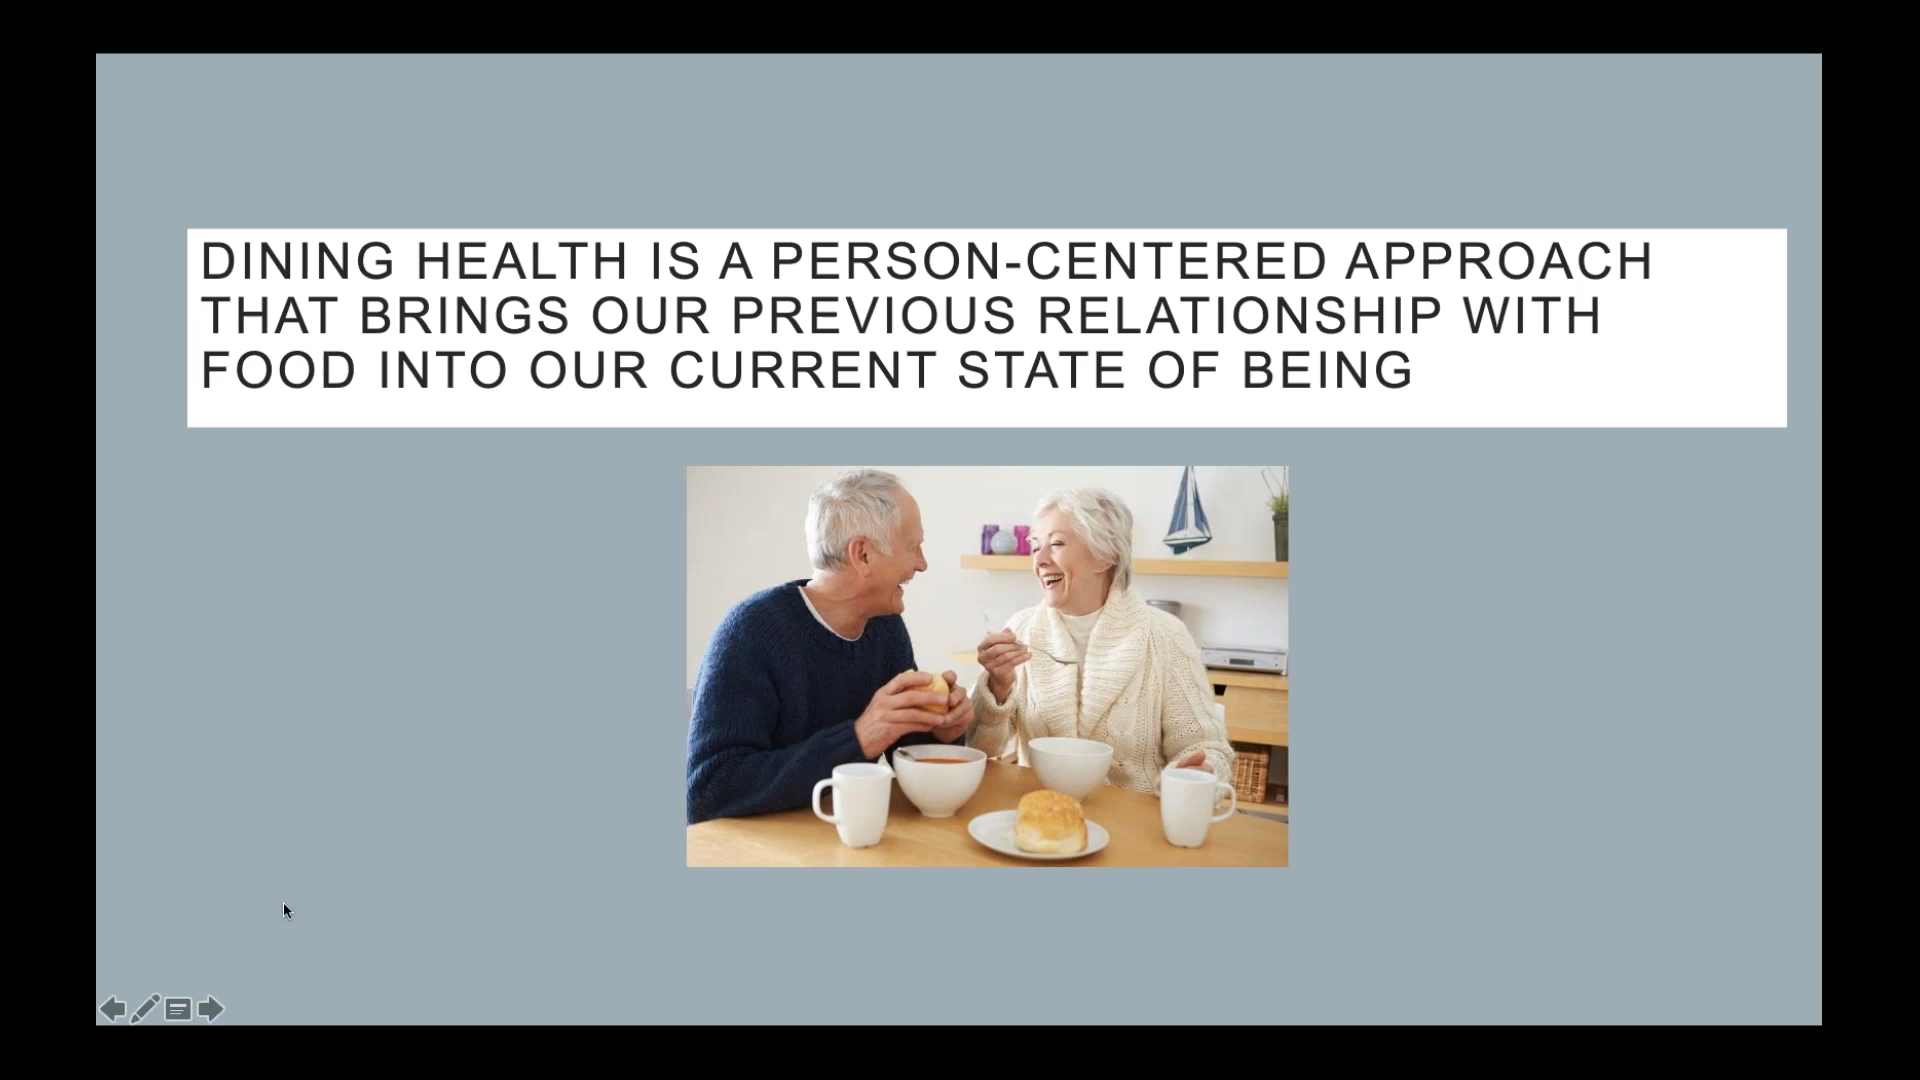 DINING HEALTH IS A PERSON-CENTERED APPROACH
THAT BRINGS OUR PREVIOUS RELATIONSHIP WITH
FOOD INTO OUR CURRENT STATE OF BEING